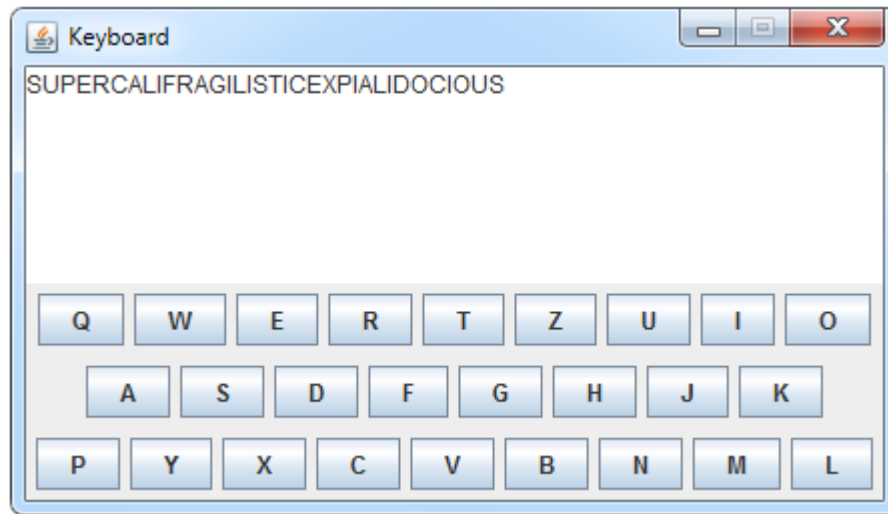 Keyboard
SUPERCALIFRAGILISTICEXPIALIDOCIOUS
Q W E R T Z U I O
A S D F G H J K
P Y X C V B N M L